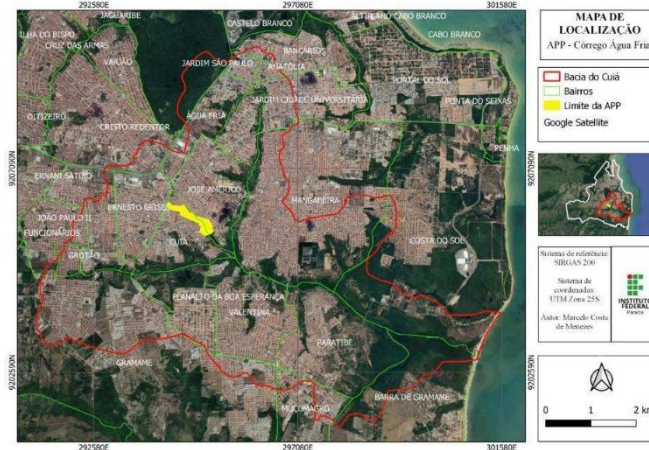 292580E 297080E 301580E
9207090N
9202590N
JAGUARIBE
ILHA DO BISPO
CRUZ DAS ARMAS
CASTELO BRANCO
ALTIPLANO CABO BRANCO
CABO BRANCO
VARJÃO
BANCÁRIOS
JARDIM SÃO PAULO
ANATÓLIA
PORTAL DO SOL
JARDIM CIDADE UNIVERSITÁRIA
PONTA DO SEIXAS
OITIZEIRO
CRISTO REDENTOR
ÁGUA FRIA
PENHA
ERNANI SÁTIRO
JOSÉ AMÉRICO
ERNESTO GEISEL
MANGABEIRA
JOÃO PAULO II
FUNCIONÁRIOS
CUIÁ
COSTA DO SOL
GROTÃO
PLANALTO DA BOA ESPERANÇA
VALENTINA
PARATIBE
GRAMAME
MUÇUMAGRO
BARRA DE GRAMAME
9207090N
9202590N
292580E 297080E 301580E
MAPA DE
LOCALIZAÇÃO
APP - Córrego Água Fria
Bacia do Cuiá
Bairros
Limite da APP
Google Satellite
Sistema de referência:
SIRGAS 200
Sistema de
coordenadas:
UTM Zona 25S
Autor: Marcelo Costa
de Menezes
INSTITUTO
FEDERAL
Paraíba
0 1 2 km